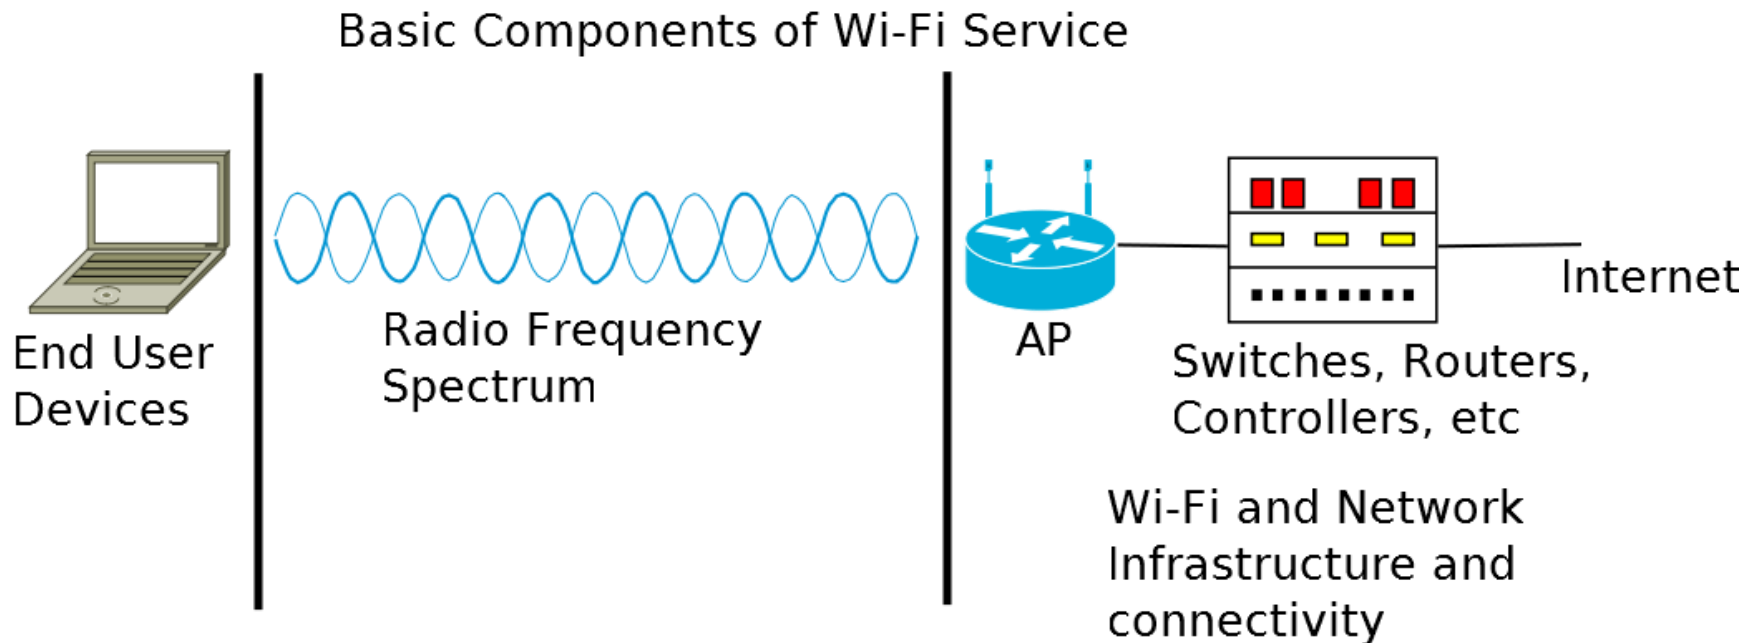 Basic Components of Wi-Fi Service
End User
Devices
Radio Frequency
Spectrum
AP
Internet
Switches, Routers,
Controllers, etc
Wi-Fi and Network
Infrastructure and
connectivity